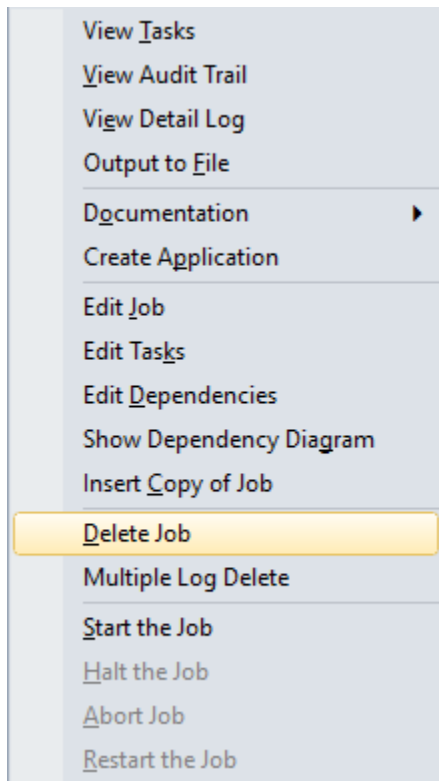 View Tasks
View Audit Trail
View Detail Log
Output to File
Documentation
Create Application
Edit Job
Edit Tasks
Edit Dependencies
Show Dependency Diagram
Insert Copy of Job
Delete Job
Multiple Log Delete
Start the Job
Halt the Job
Abort Job
Restart the Job